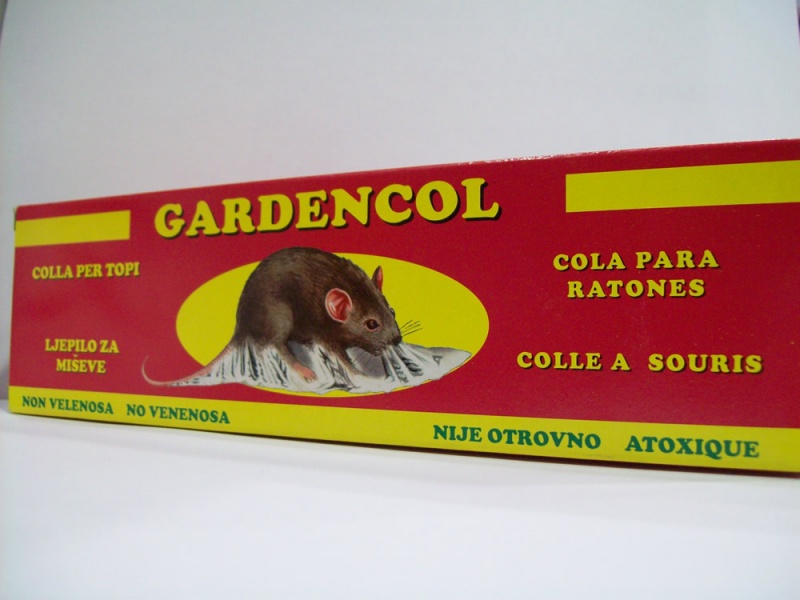 GARDENCOL
COLLA PER TOPI
LJEPILO ZA
MIŠEVE
COLA PARA
RATONES
COLLE A SOURIS
NON VELENOSA NO VENENOSA
NIJE OTROVNO ATOXIQUE